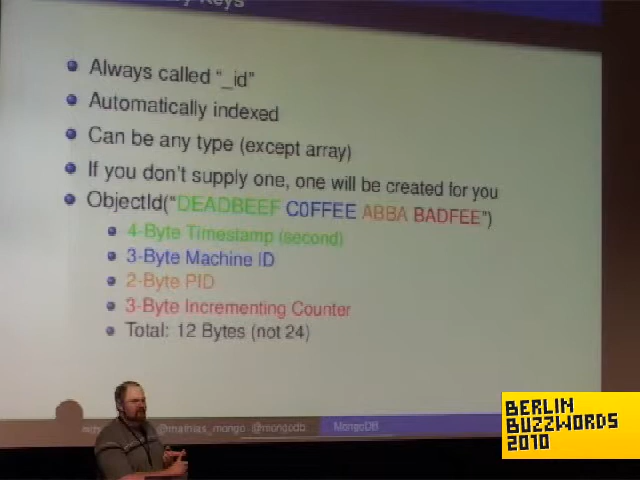 Keys
Always called "_id"
Automatically indexed
Can be any type (except array)
If you don't supply one, one will be created for you
ObjectId("DEADBEEF C0FFEE ABBA BADFEE")
4-Byte Timestamp (second)
3-Byte Machine ID
2-Byte PID
3-Byte Incrementing Counter
Total: 12 Bytes (not 24)
@mathias_mongo @mongodb MongoDB
BERLIN
BUZZWORDS
2010